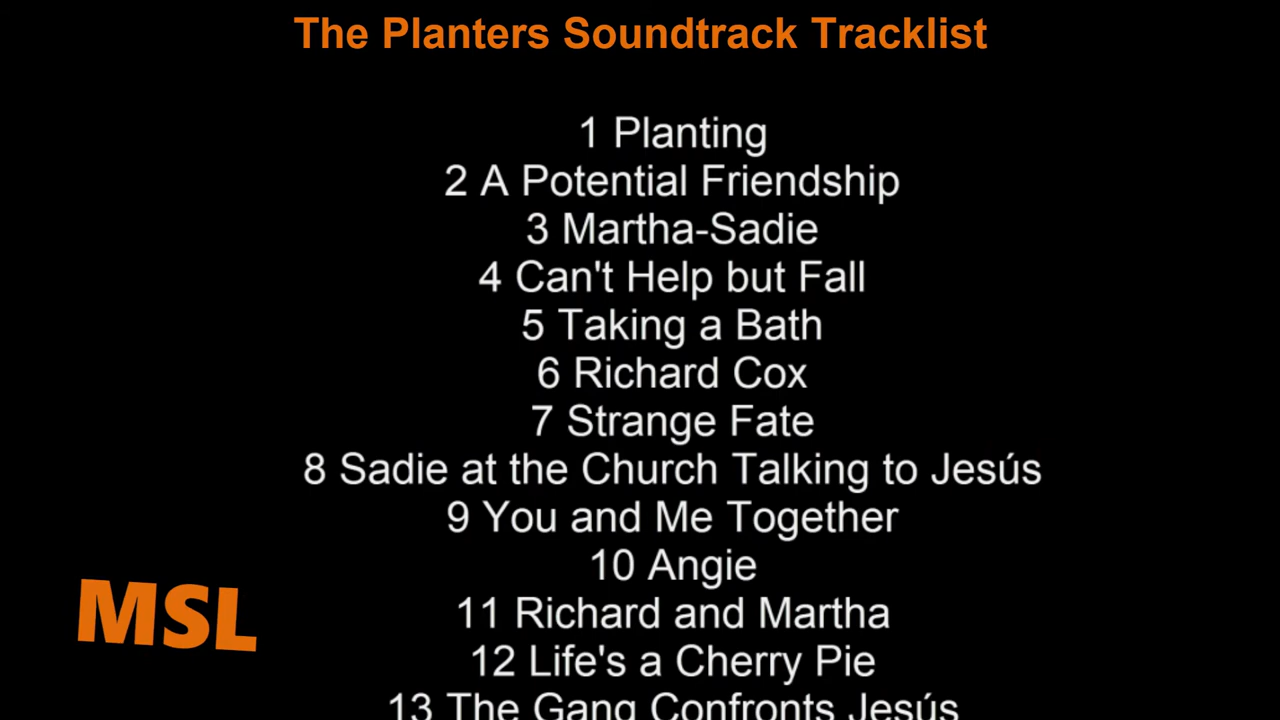 The Planters Soundtrack Tracklist
1 Planting
2 A Potential Friendship
3 Martha-Sadie
4 Can't Help but Fall
5 Taking a Bath
6 Richard Cox
7 Strange Fate
8 Sadie at the Church Talking to Jesús
9 You and Me Together
10 Angie
11 Richard and Martha
12 Life's a Cherry Pie
13 The Gang Confronts Jesús
MSL